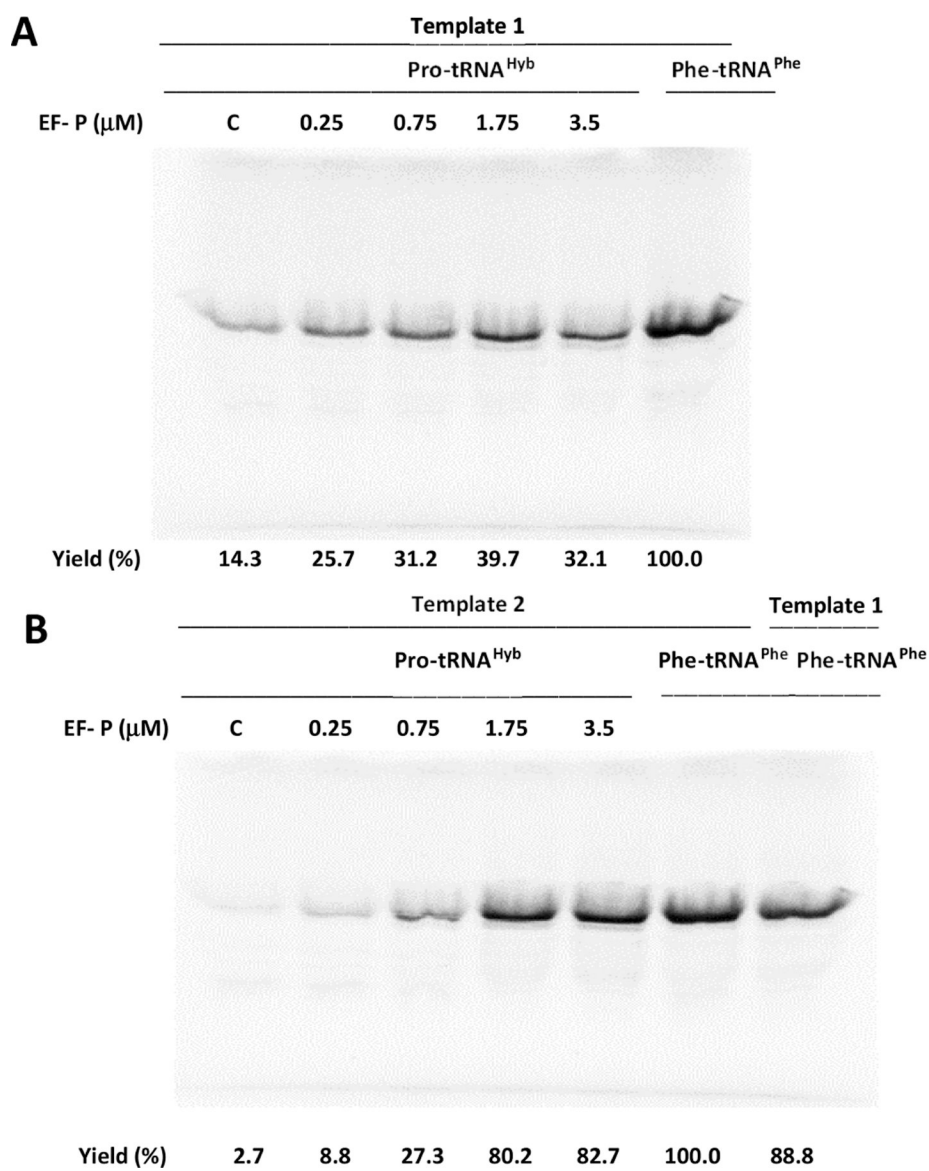 A
Template 1
Pro-tRNA^Hyb Phe-tRNA^Phe
EF- P (μM) C 0.25 0.75 1.75 3.5
Yield (%) 14.3 25.7 31.2 39.7 32.1 100.0
B
Template 2 Template 1
Pro-tRNA^Hyb Phe-tRNA^Phe Phe-tRNA^Phe
EF- P (μM) C 0.25 0.75 1.75 3.5
Yield (%) 2.7 8.8 27.3 80.2 82.7 100.0 88.8